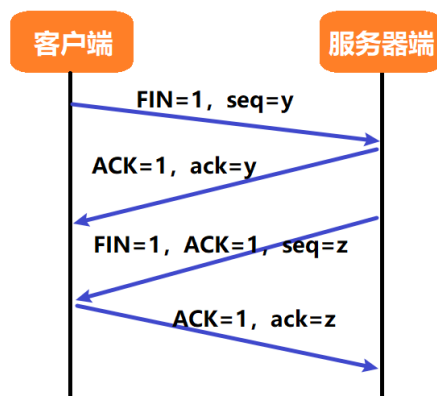 客户端
服务器端
FIN=1, seq=y
ACK=1, ack=y
FIN=1, ACK=1, seq=z
ACK=1, ack=z